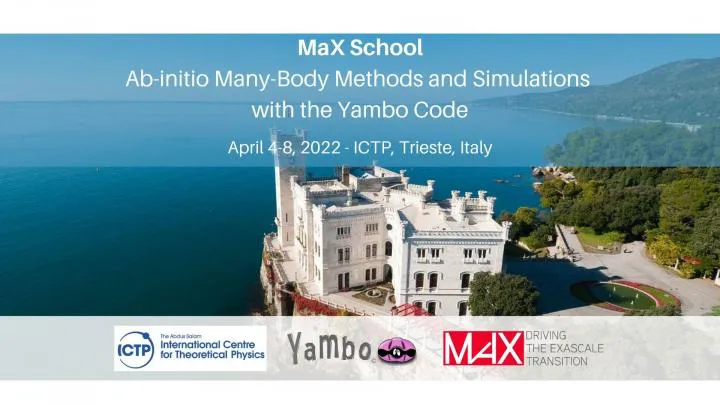 MaX School
Ab-initio Many-Body Methods and Simulations
with the Yambo Code
April 4-8, 2022 - ICTP, Trieste, Italy
ICTP
The Abdus Salam
International Centre
for Theoretical Physics
Yambo
MAX
DRIVING
THE EXASCALE
TRANSITION